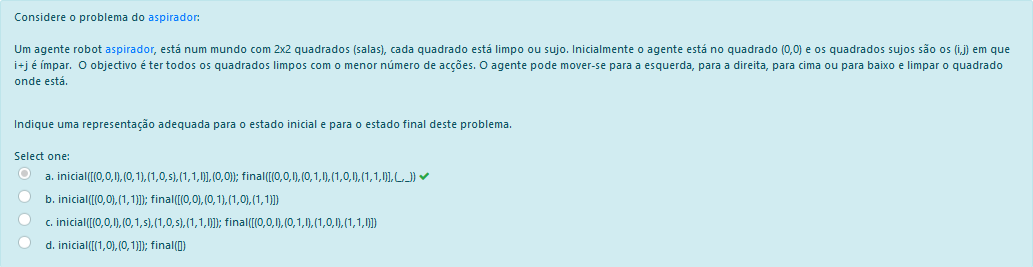 Considere o problema do aspirador:
Um agente robot aspirador, está num mundo com 2x2 quadrados (salas), cada quadrado está limpo ou sujo. Inicialmente o agente está no quadrado (0,0) e os quadrados sujos são os (i,j) em que
i+j é ímpar. O objectivo é ter todos os quadrados limpos com o menor número de acções. O agente pode mover-se para a esquerda, para a direita, para cima ou para baixo e limpar o quadrado
onde está.
Indique uma representação adequada para o estado inicial e para o estado final deste problema.
Select one:
a. inicial([(0,0,l),(0,1),(1,0,s),(1,1,l)],(0,0)); final([(0,0,l),(0,1,l),(1,0,l),(1,1,l)],(_,_)) ✔
b. inicial([(0,0),(1,1)]); final([(0,0),(0,1),(1,0),(1,1)])
c. inicial([(0,0,l),(0,1,s),(1,0,s),(1,1,l)]); final([(0,0,l),(0,1,l),(1,0,l),(1,1,l)])
d. inicial([(1,0),(0,1)]); final([])